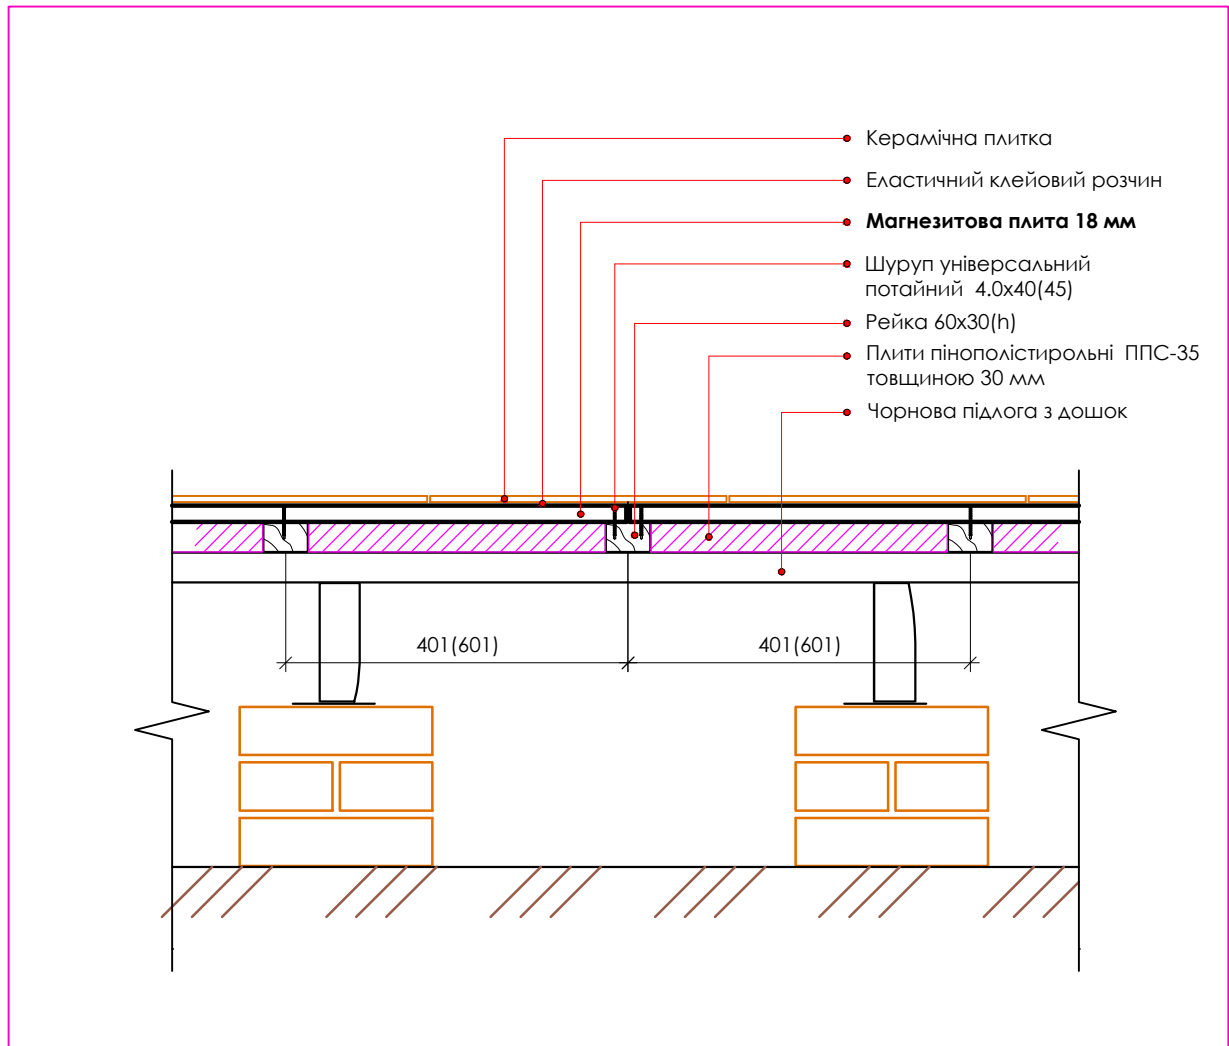 Керамічна плитка
Еластичний клейовий розчин
Магнезитова плита 18 мм
Шуруп універсальний
потайний 4.0х40(45)
Рейка 60х30(h)
Плити пінополістирольні ППС-35
товщиною 30 мм
Чорнова підлога з дошок
401(601) 401(601)